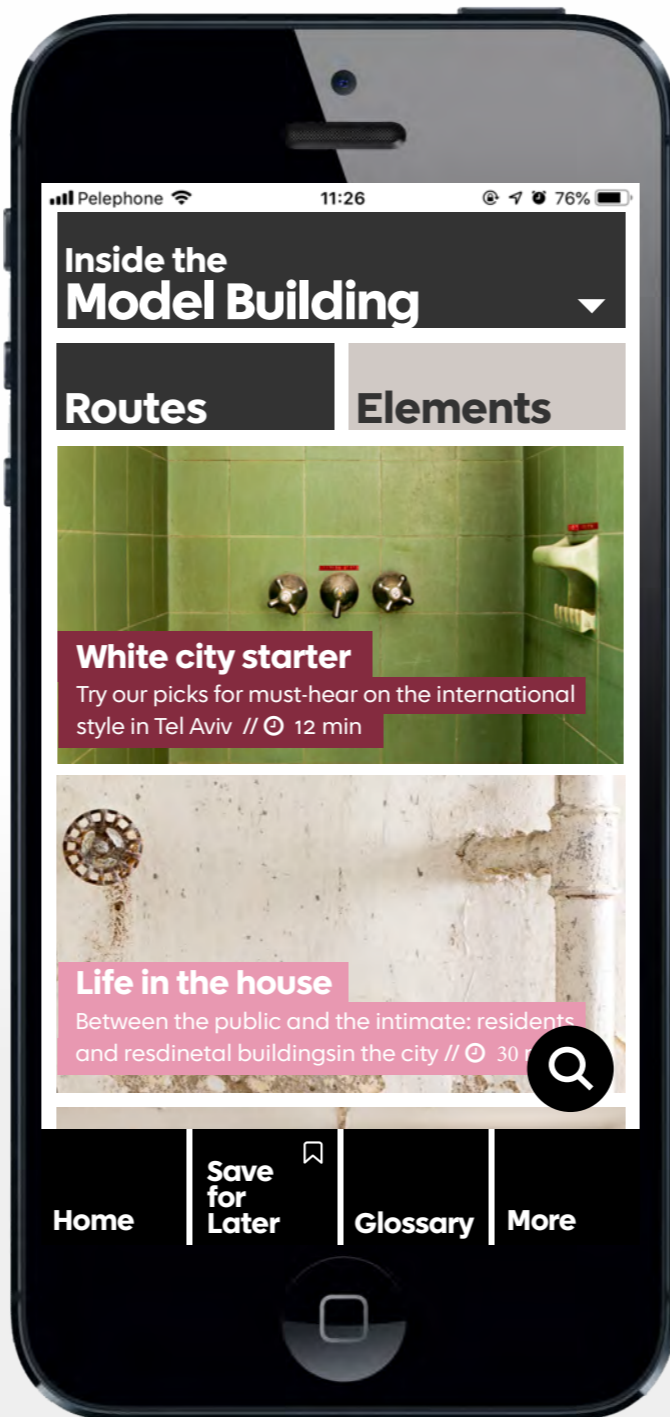 Pelephone 11:26 76%
Inside the
Model Building
Routes Elements
White city starter
Try our picks for must-hear on the international
style in Tel Aviv // 12 min
Life in the house
Between the public and the intimate: residents
and resdinetal buildingsin the city // 30
Home
Save
for
Later
Glossary
More